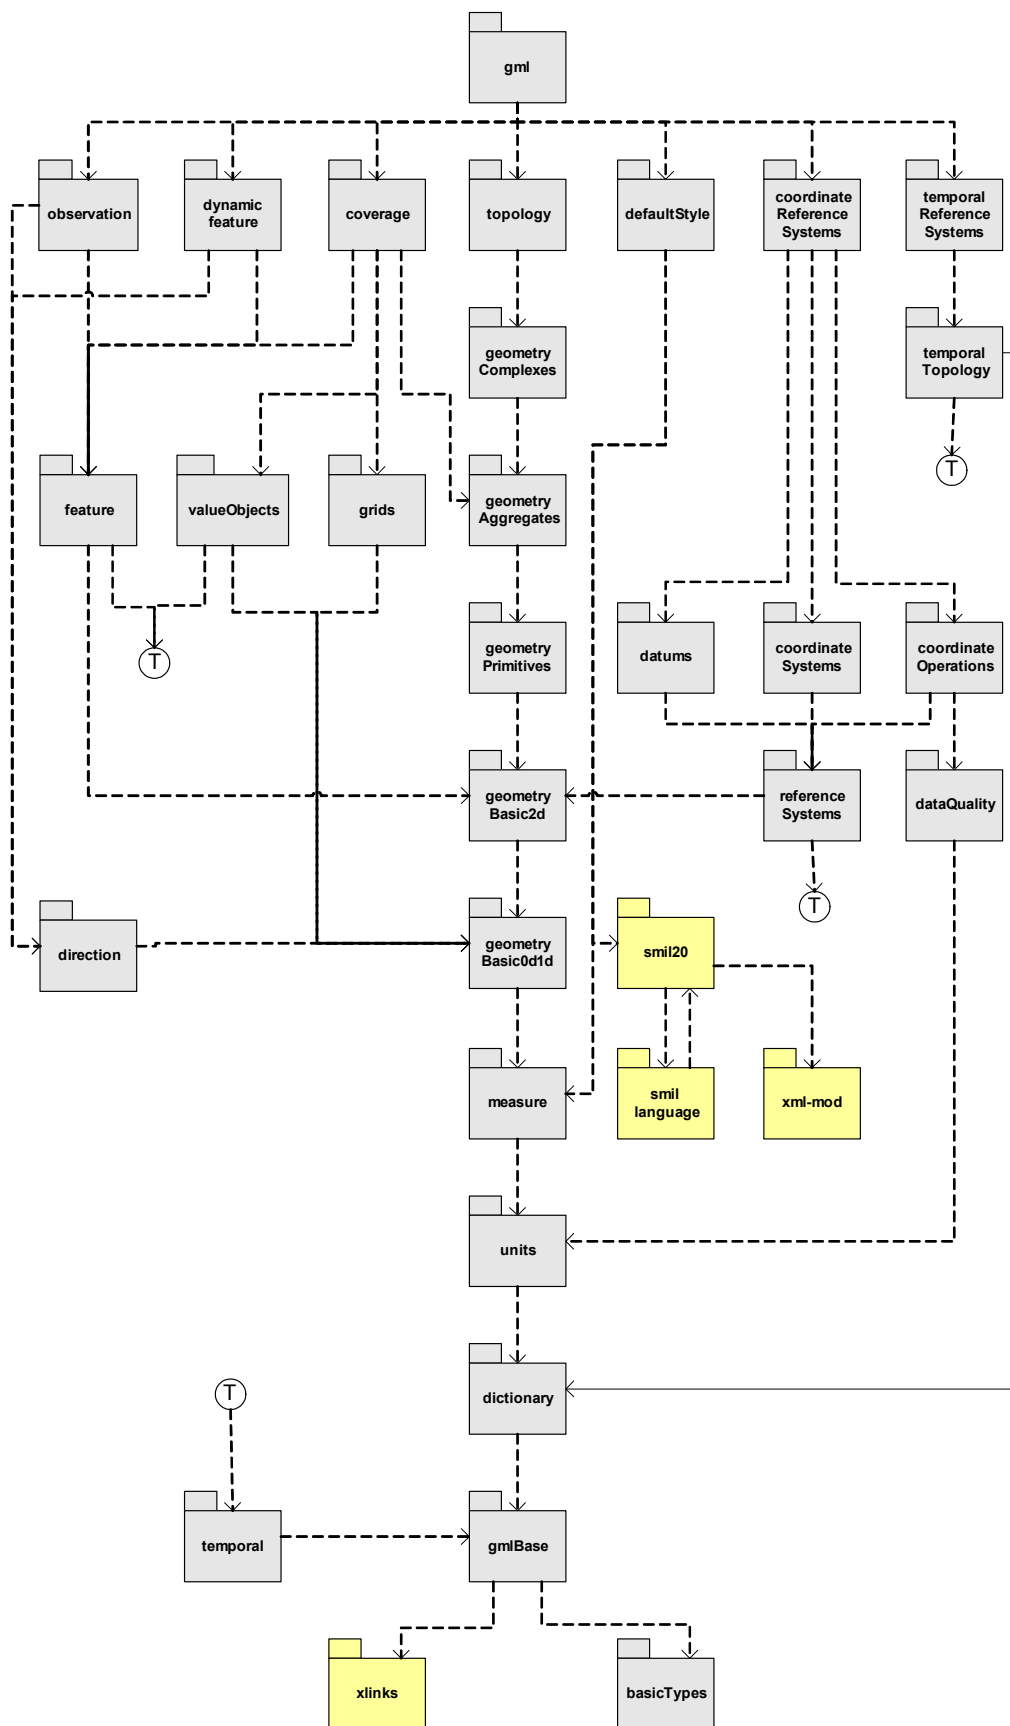 gml
observation
dynamic
feature
coverage
topology
defaultStyle
coordinate
Reference
Systems
temporal
Reference
Systems
geometry
Complexes
temporal
Topology
T
feature
valueObjects
grids
geometry
Aggregates
T
geometry
Primitives
datums
coordinate
Systems
coordinate
Operations
geometry
Basic2d
reference
Systems
dataQuality
T
direction
geometry
Basic0d1d
smil20
measure
smil
language
xml-mod
units
T
dictionary
temporal
gmlBase
xlinks
basicTypes